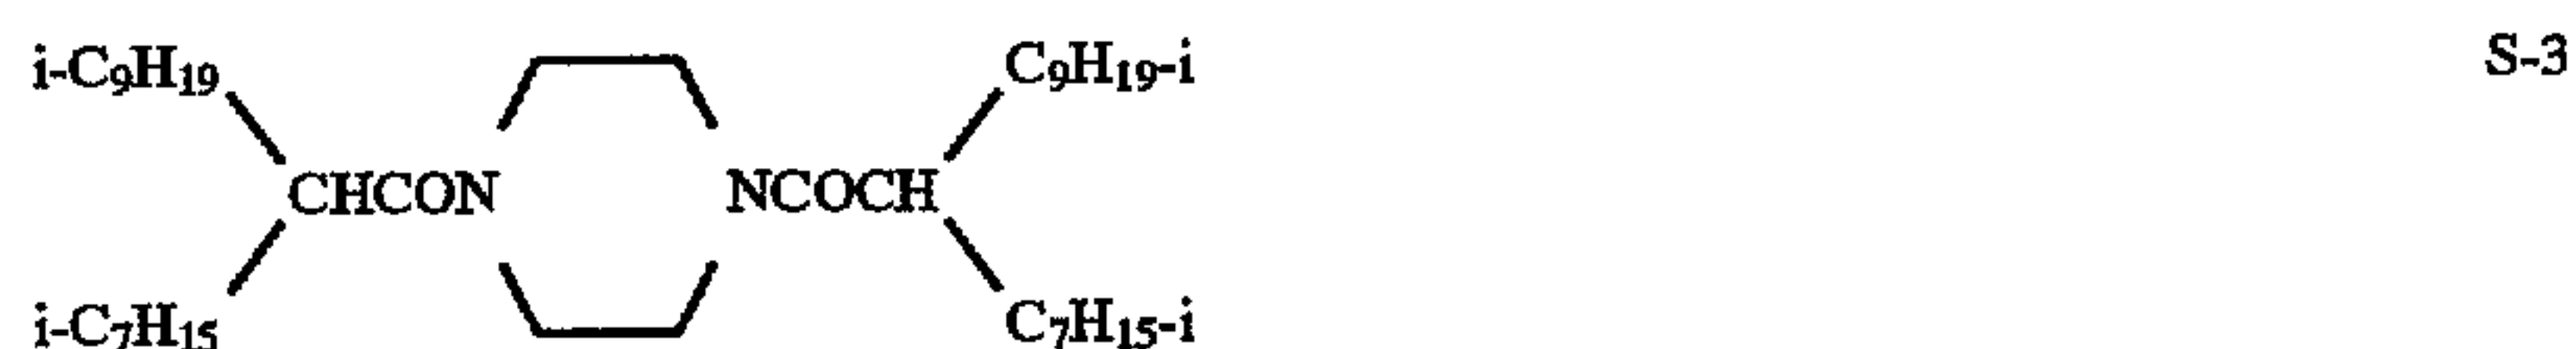 i-C₉H₁₉ C₉H₁₉-i S-3
CHCON NCOCH
i-C₇H₁₅ C₇H₁₅-i